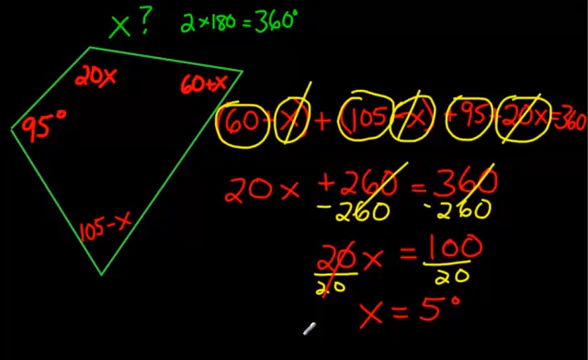 x? 2×180=360°
20x
60+x
95°
(60+x) + (105-x) +95+20x=360
105-x
20x +260 = 360
-260 -260
20x = 100
20 20
x = 5°